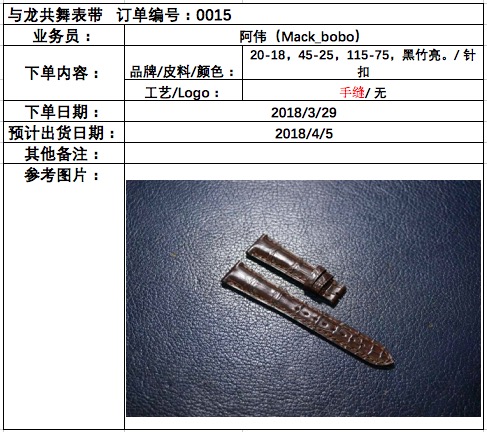 与龙共舞表带 订单编号：0015
业务员： 阿伟（Mack_bobo）
下单内容： 品牌/皮料/颜色： 20-18，45-25，115-75，黑竹亮。/ 针扣
工艺/Logo： 手缝/ 无
下单日期： 2018/3/29
预计出货日期： 2018/4/5
其他备注：
参考图片：